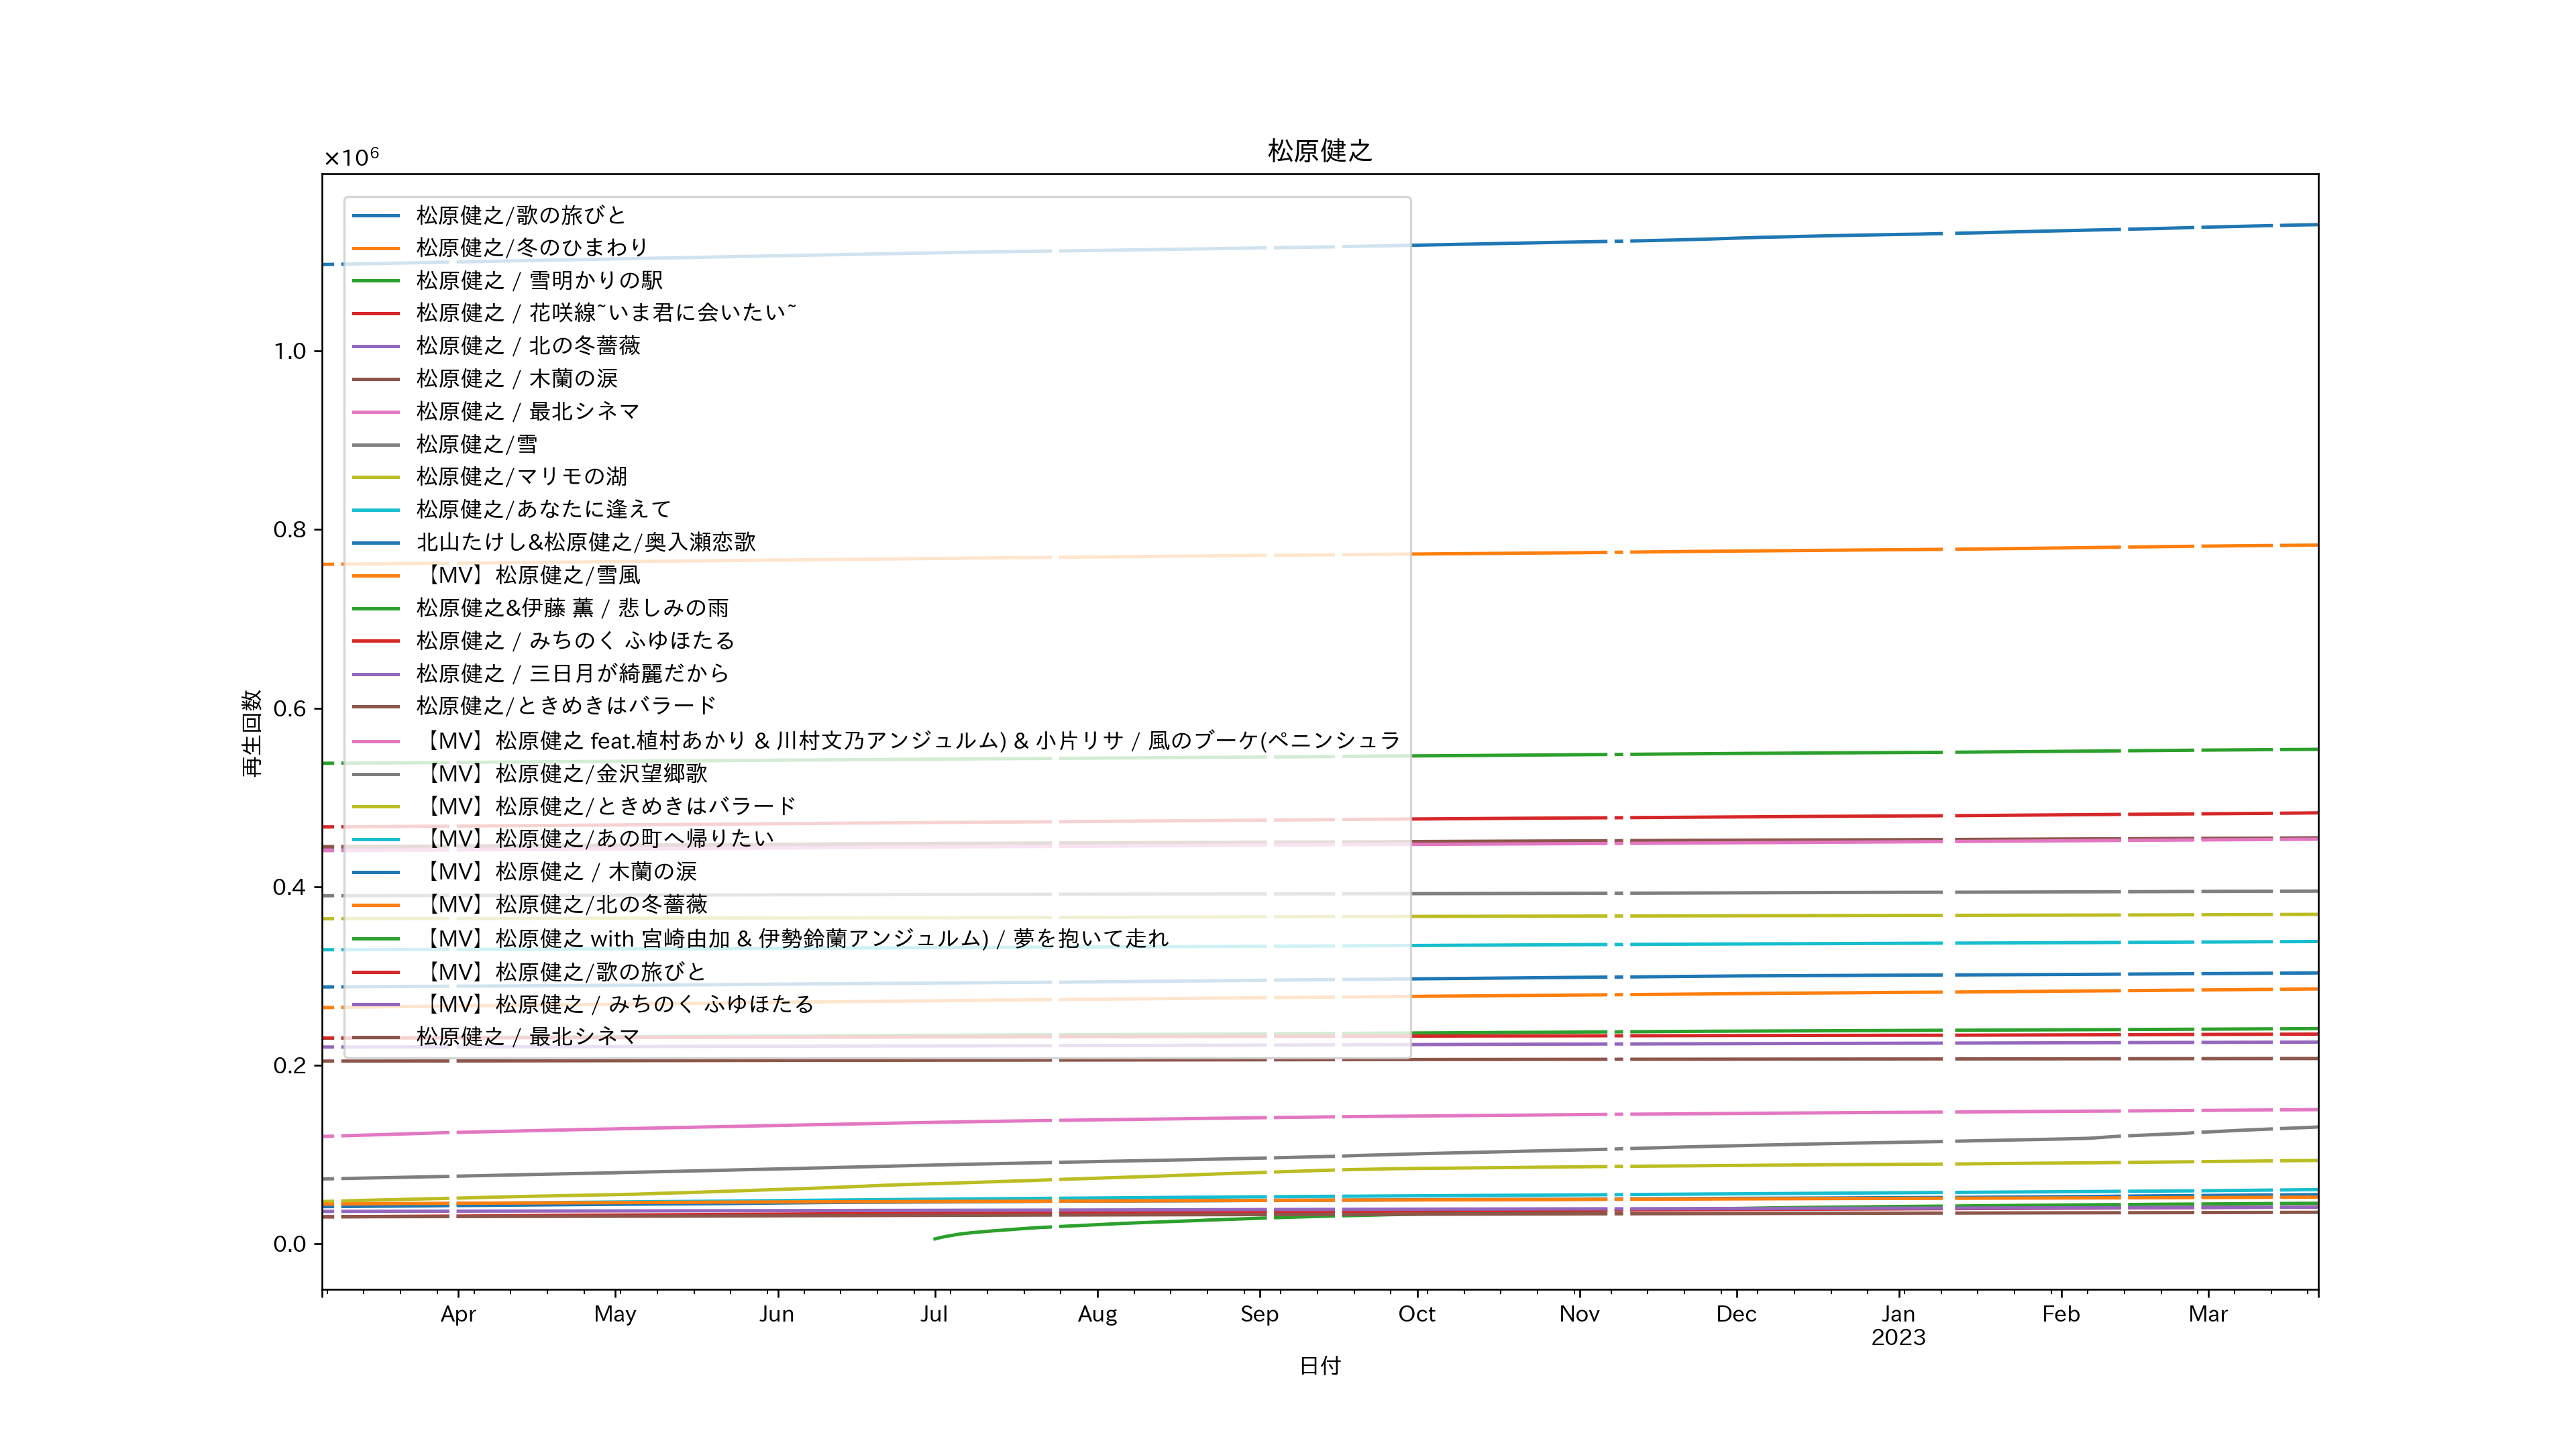 松原健之
×10⁶
松原健之/歌の旅びと
松原健之/冬のひまわり
松原健之 / 雪明かりの駅
松原健之 / 花咲線~いま君に会いたい~
松原健之 / 北の冬薔薇
松原健之 / 木蘭の涙
松原健之 / 最北シネマ
松原健之/雪
松原健之/マリモの湖
松原健之/あなたに逢えて
北山たけし&松原健之/奥入瀬恋歌
【MV】松原健之/雪風
松原健之&伊藤 薫 / 悲しみの雨
松原健之 / みちのく ふゆほたる
松原健之 / 三日月が綺麗だから
松原健之/ときめきはバラード
【MV】松原健之 feat.植村あかり & 川村文乃アンジュルム) & 小片リサ / 風のブーケ(ペニンシュラ
【MV】松原健之/金沢望郷歌
【MV】松原健之/ときめきはバラード
【MV】松原健之/あの町へ帰りたい
【MV】松原健之 / 木蘭の涙
【MV】松原健之/北の冬薔薇
【MV】松原健之 with 宮崎由加 & 伊勢鈴蘭アンジュルム) / 夢を抱いて走れ
【MV】松原健之/歌の旅びと
【MV】松原健之 / みちのく ふゆほたる
松原健之 / 最北シネマ
1.0
0.8
0.6
0.4
0.2
0.0
再生回数
Apr May Jun Jul Aug Sep Oct Nov Dec Jan Feb Mar
2023
日付